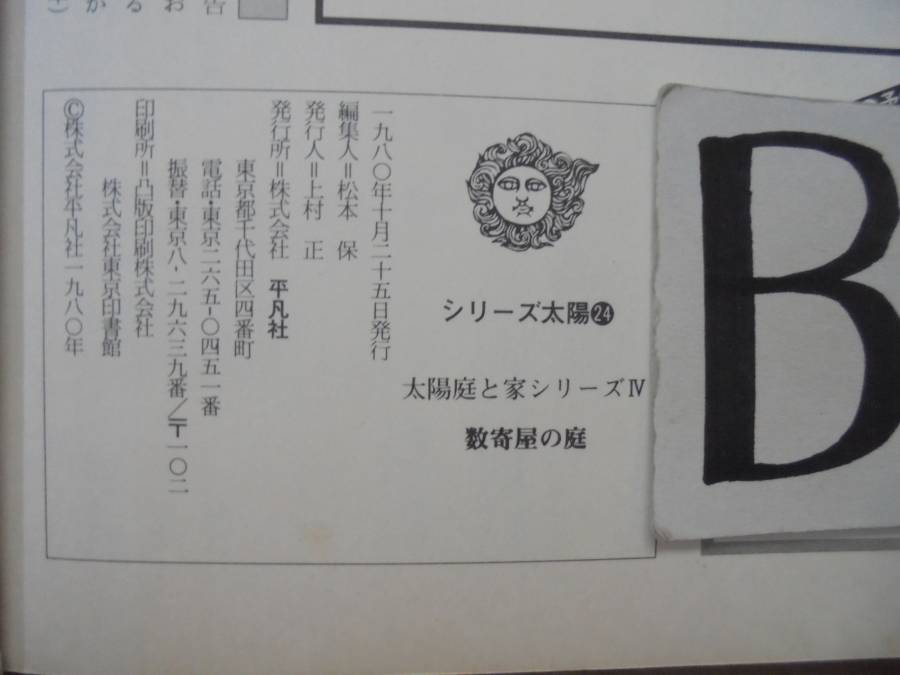 シリーズ太陽24
太陽庭と家シリーズⅣ
数寄屋の庭
一九八〇年十月二十五日発行
編集人＝松本　保
発行人＝上村　正
発行所＝株式会社　平凡社
東京都千代田区四番町
電話・東京二六五-〇四五一番
振替・東京八-二九六三九番／〒一〇二
印刷所＝凸版印刷株式会社
株式会社東京印書館
©株式会社平凡社一九八〇年
B